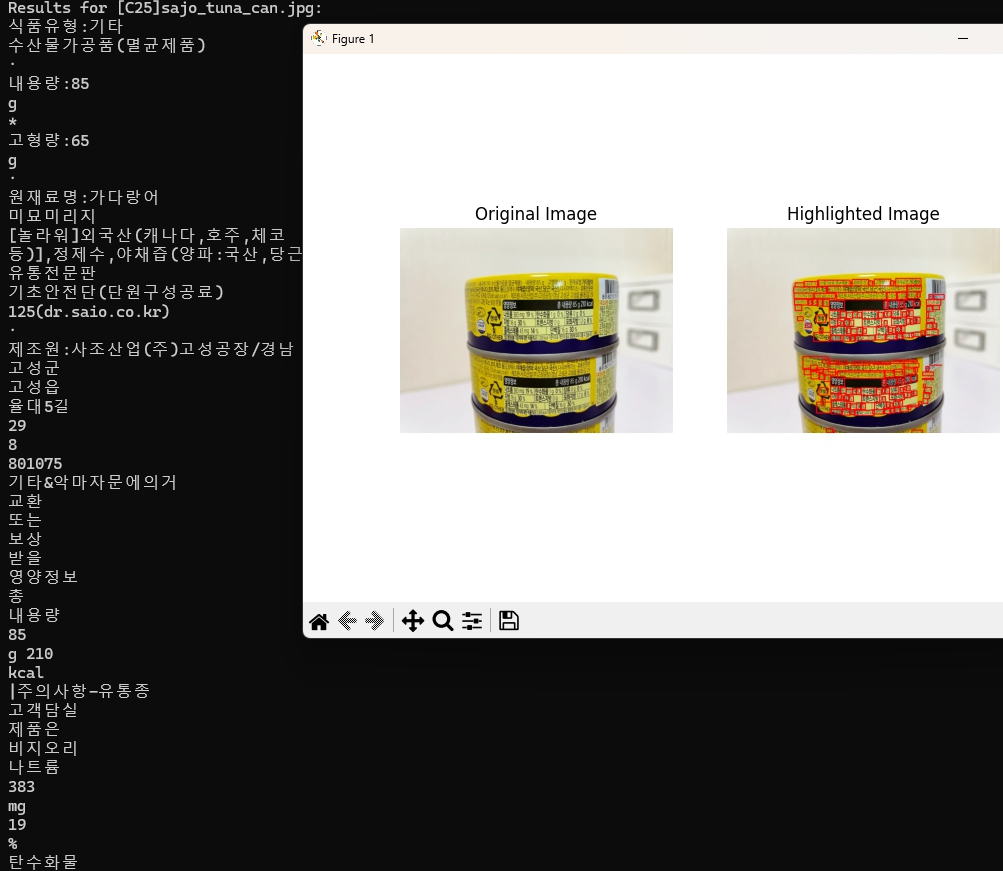 Results for [C25]sajo_tuna_can.jpg:
식품유형:기타
수산물가공품(멸균제품)
·
내용량:85
g
*
고형량:65
g
·
원재료명:가다랑어
미묘미리지
[놀라워]외국산(캐나다,호주,체코
등)],정제수,야채즙(양파:국산,당근
유통전문판
기초안전단(단원구성공료)
125(dr.saio.co.kr)
·
제조원:사조산업(주)고성공장/경남
고성군
고성읍
율대5길
29
8
801075
기타&악마자문에의거
교환
또는
보상
받을
영양정보
총
내용량
85
g 210
kcal
|주의사항-유통종
고객담실
제품은
비지오리
나트륨
383
mg
19
%
탄수화물
Figure 1
Original Image
Highlighted Image